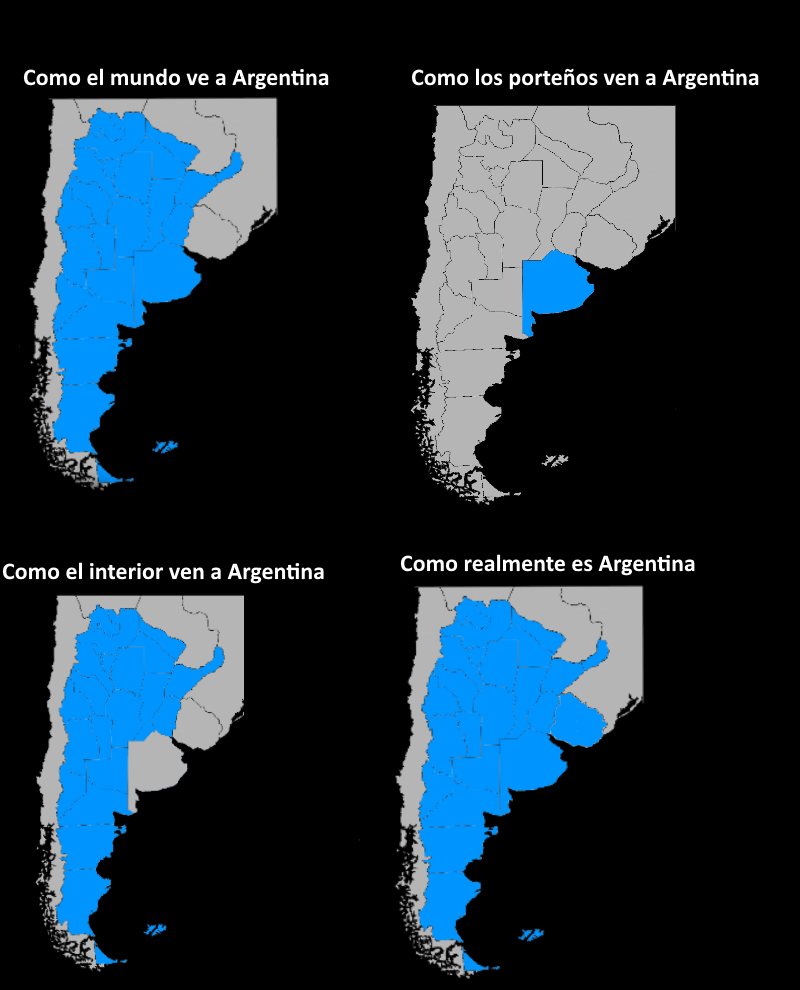 Como el mundo ve a Argentina
Como los porteños ven a Argentina
Como el interior ven a Argentina
Como realmente es Argentina